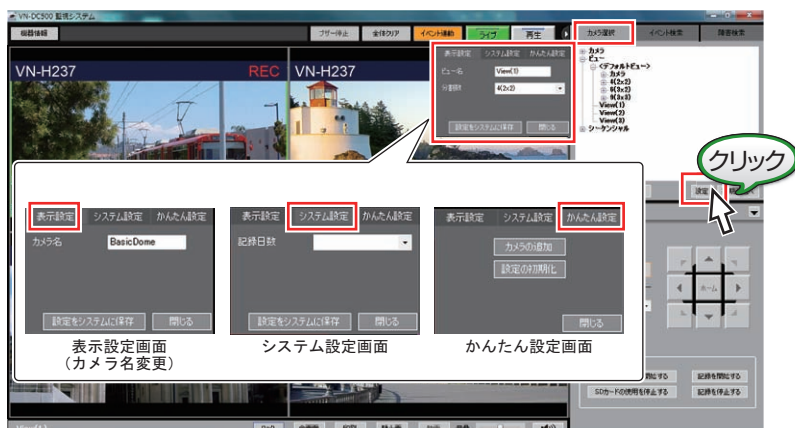 VN-DC500 監視システム
機器情報
ブザー停止
全体クリア
イベント連動
ライブ
再生
カメラ選択
イベント検索
障害検索
VN-H237
REC
VN-H237
表示設定 システム設定 かんたん設定
ビュー名 View(1)
分割数 4(2x2)
設定をシステムに保存 閉じる
カメラ
ビュー
<デフォルトビュー>
カメラ
4(2x2)
6(3x2)
9(3x3)
View(1)
View(2)
View(3)
シーケンシャル
クリック
設定
表示設定 システム設定 かんたん設定
カメラ名 BasicDome
設定をシステムに保存 閉じる
表示設定画面
（カメラ名変更）
表示設定 システム設定 かんたん設定
記録日数
設定をシステムに保存 閉じる
システム設定画面
表示設定 システム設定 かんたん設定
カメラの追加
設定の初期化
閉じる
かんたん設定画面
ホーム
始する
記録を開始する
SDカードの使用を停止する
記録を停止する